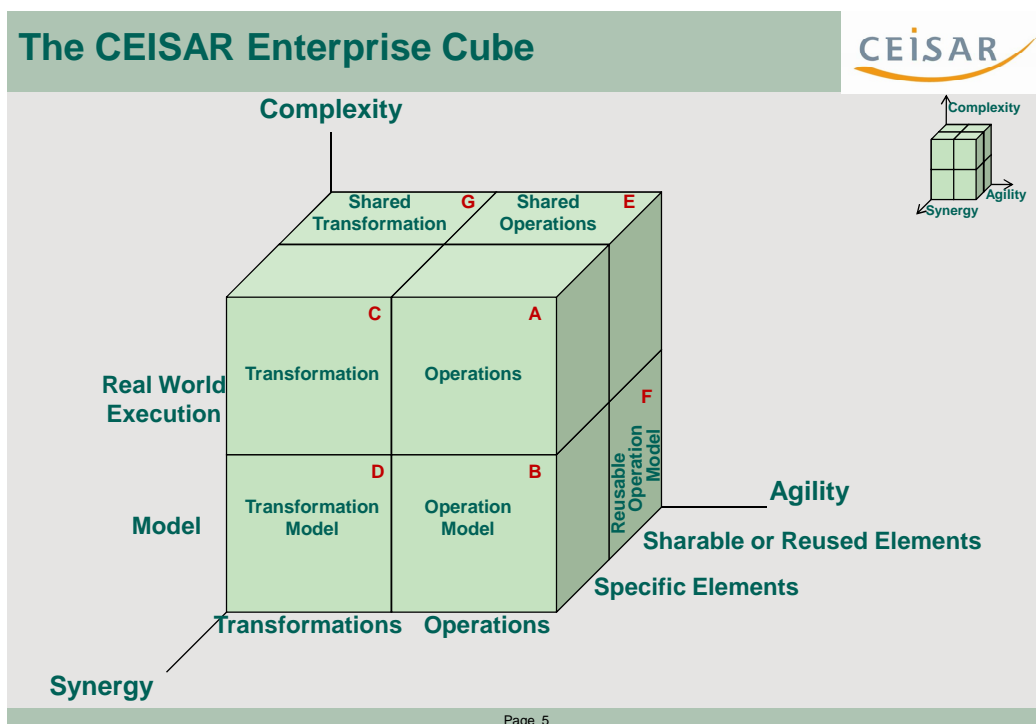 The CEISAR Enterprise Cube
CEiSAR
Complexity
Complexity
Agility
Synergy
Shared
Transformation
G
Shared
Operations
E
C
A
Transformation
Operations
Real World
Execution
F
Reusable
Operation
Model
D
B
Transformation
Model
Operation
Model
Model
Agility
Sharable or Reused Elements
Specific Elements
Transformations
Operations
Synergy
Page 5